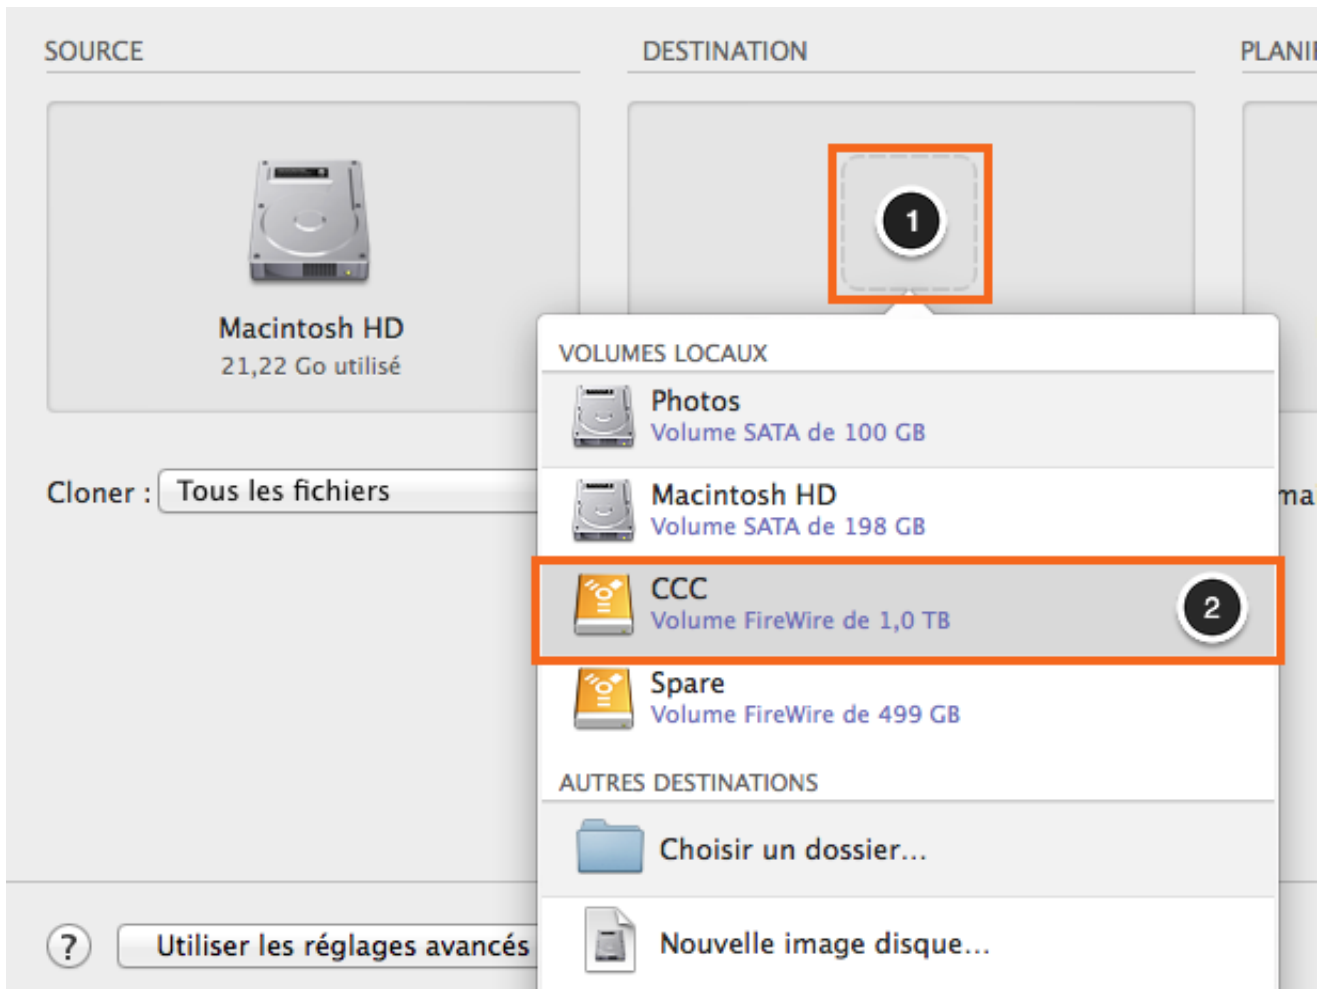 SOURCE
DESTINATION
1
Macintosh HD
21,22 Go utilisé
VOLUMES LOCAUX
Photos
Volume SATA de 100 GB
Cloner : Tous les fichiers
Macintosh HD
Volume SATA de 198 GB
CCC
Volume FireWire de 1,0 TB
2
Spare
Volume FireWire de 499 GB
AUTRES DESTINATIONS
Choisir un dossier...
? Utiliser les réglages avancés
Nouvelle image disque...